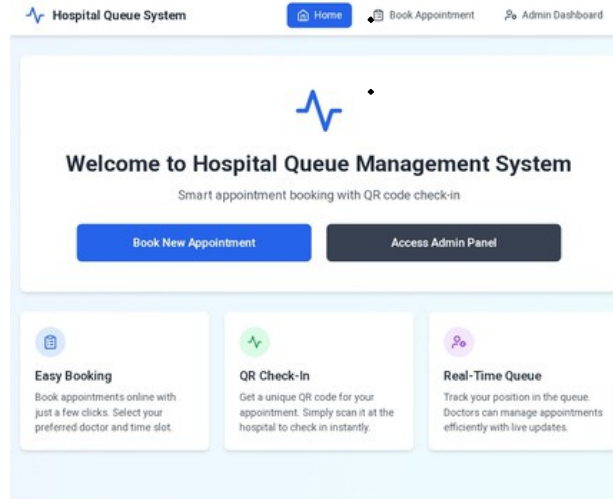 Hospital Queue System
Home
Book Appointment
Admin Dashboard
Welcome to Hospital Queue Management System
Smart appointment booking with QR code check-in
Book New Appointment
Access Admin Panel
Easy Booking
Book appointments online with
just a few clicks. Select your
preferred doctor and time slot.
QR Check-In
Get a unique QR code for your
appointment. Simply scan it at the
hospital to check in instantly.
Real-Time Queue
Track your position in the queue.
Doctors can manage appointments
efficiently with live updates.